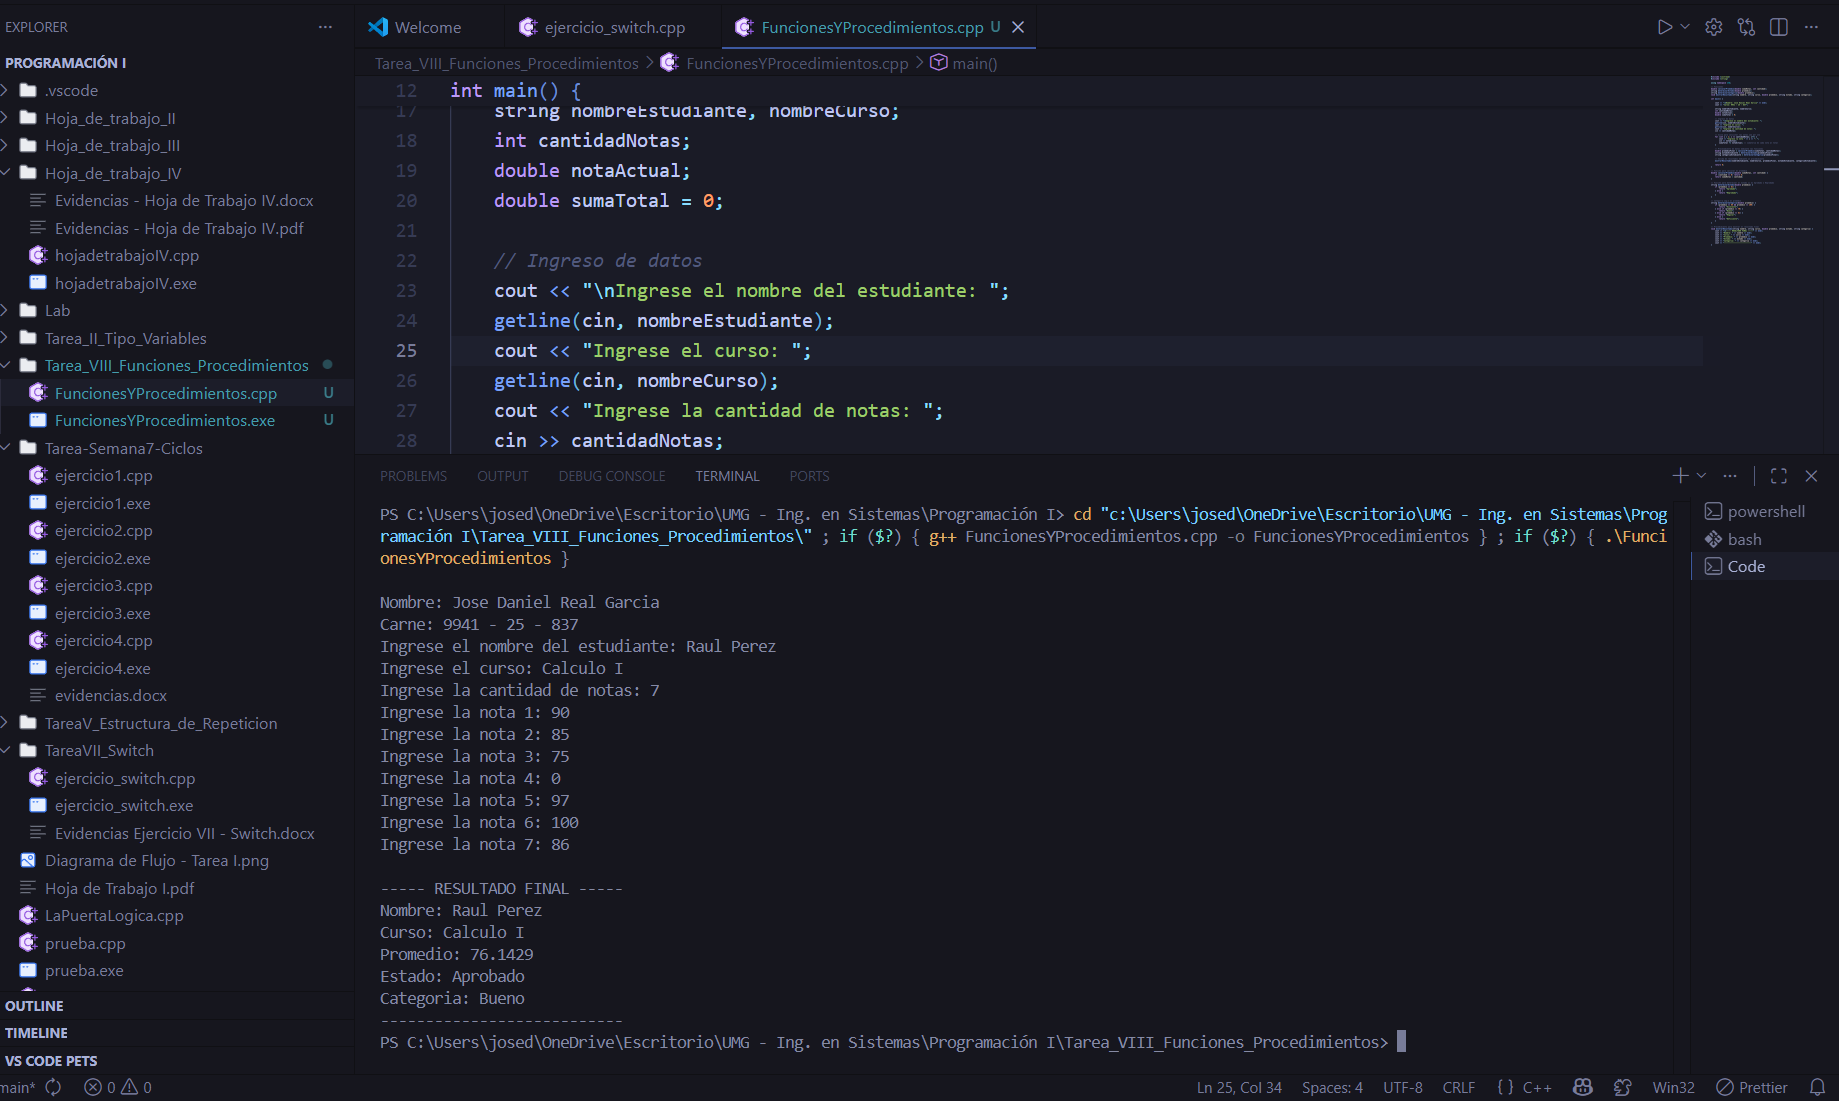 EXPLORER
PROGRAMACIÓN I
.vscode
Hoja_de_trabajo_II
Hoja_de_trabajo_III
Hoja_de_trabajo_IV
Evidencias - Hoja de Trabajo IV.docx
Evidencias - Hoja de Trabajo IV.pdf
hojadetrabajoIV.cpp
hojadetrabajoIV.exe
Lab
Tarea_II_Tipo_Variables
Tarea_VIII_Funciones_Procedimientos
FuncionesYProcedimientos.cpp U
FuncionesYProcedimientos.exe U
Tarea-Semana7-Ciclos
ejercicio1.cpp
ejercicio1.exe
ejercicio2.cpp
ejercicio2.exe
ejercicio3.cpp
ejercicio3.exe
ejercicio4.cpp
ejercicio4.exe
evidencias.docx
TareaV_Estructura_de_Repeticion
TareaVII_Switch
ejercicio_switch.cpp
ejercicio_switch.exe
Evidencias Ejercicio VII - Switch.docx
Diagrama de Flujo - Tarea I.png
Hoja de Trabajo I.pdf
LaPuertaLogica.cpp
prueba.cpp
prueba.exe
OUTLINE
TIMELINE
VS CODE PETS
Welcome
ejercicio_switch.cpp
FuncionesYProcedimientos.cpp U
Tarea_VIII_Funciones_Procedimientos > FuncionesYProcedimientos.cpp > main()
12 int main() {
17 string nombreEstudiante, nombreCurso;
18 int cantidadNotas;
19 double notaActual;
20 double sumaTotal = 0;
21
22 // Ingreso de datos
23 cout << "\nIngrese el nombre del estudiante: ";
24 getline(cin, nombreEstudiante);
25 cout << "Ingrese el curso: ";
26 getline(cin, nombreCurso);
27 cout << "Ingrese la cantidad de notas: ";
28 cin >> cantidadNotas;
PROBLEMS OUTPUT DEBUG CONSOLE TERMINAL PORTS
PS C:\Users\josed\OneDrive\Escritorio\UMG - Ing. en Sistemas\Programación I> cd "c:\Users\josed\OneDrive\Escritorio\UMG - Ing. en Sistemas\Prog
ramación I\Tarea_VIII_Funciones_Procedimientos\" ; if ($?) { g++ FuncionesYProcedimientos.cpp -o FuncionesYProcedimientos } ; if ($?) { .\Funci
onesYProcedimientos }
Nombre: Jose Daniel Real Garcia
Carne: 9941 - 25 - 837
Ingrese el nombre del estudiante: Raul Perez
Ingrese el curso: Calculo I
Ingrese la cantidad de notas: 7
Ingrese la nota 1: 90
Ingrese la nota 2: 85
Ingrese la nota 3: 75
Ingrese la nota 4: 0
Ingrese la nota 5: 97
Ingrese la nota 6: 100
Ingrese la nota 7: 86
----- RESULTADO FINAL -----
Nombre: Raul Perez
Curso: Calculo I
Promedio: 76.1429
Estado: Aprobado
Categoria: Bueno
---------------------------
PS C:\Users\josed\OneDrive\Escritorio\UMG - Ing. en Sistemas\Programación I\Tarea_VIII_Funciones_Procedimientos>
powershell
bash
Code
main* 0 0
Ln 25, Col 34 Spaces: 4 UTF-8 CRLF {} C++ Win32 Prettier